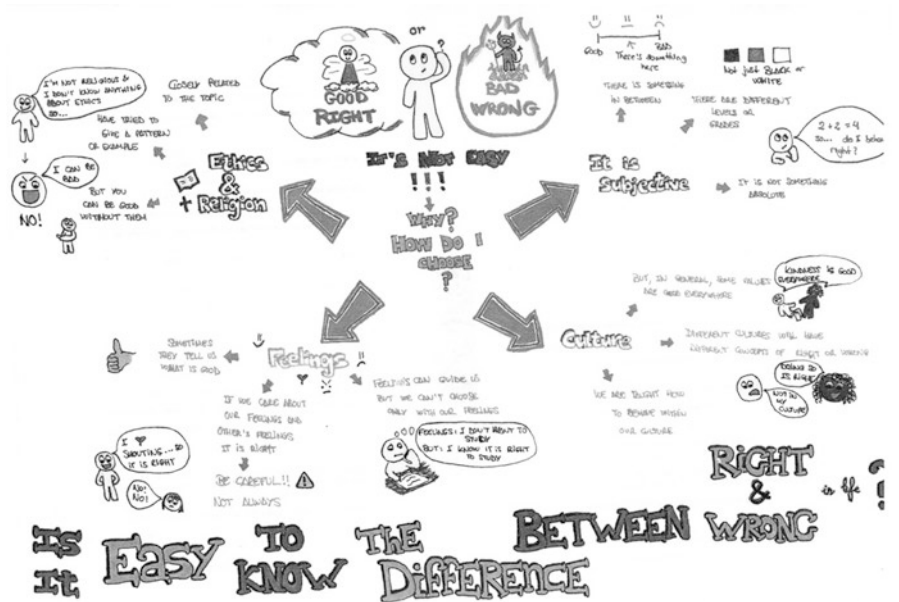 or
GOOD
RIGHT
BAD
WRONG
IT'S NOT EASY
!!!
WHY?
HOW DO I
CHOOSE
?
I'M NOT RELIGIOUS &
I DON'T KNOW ANYTHING
ABOUT ETHICS
SO...
CLOSELY RELATED
TO THE TOPIC
HAVE TRIED TO
GIVE A PATTERN
OR EXAMPLE
I CAN BE
BAD
NO!
BUT YOU
CAN BE GOOD
WITHOUT THEM
Ethics
&
Religion
GOOD
BAD
There's something
here
Not just BLACK or
WHITE
THERE IS SOMETHING
IN BETWEEN
THERE ARE DIFFERENT
LEVELS OR
GRADES
2+2=4
so... do I behave
right?
It is
Subjective
IT IS NOT SOMETHING
ABSOLUTE
Feelings
SOMETIMES
THEY TELL US
WHAT IS GOOD
IF WE CARE ABOUT
OUR FEELINGS AND
OTHER'S FEELINGS
IT IS RIGHT
BE CAREFUL!!
NOT ALWAYS
I
SHOUTING...SO
IT IS RIGHT
NO!
NO!
FEELINGS CAN GUIDE US
BUT WE CAN'T CHOOSE
ONLY WITH OUR FEELINGS
FEELINGS: I DON'T WANT TO
STUDY
BUT: I KNOW IT IS RIGHT
TO STUDY
Culture
BUT, IN GENERAL, SOME VALUES
ARE GOOD EVERYWHERE
KINDNESS IS GOOD
EVERYWHERE
DIFFERENT CULTURES WILL HAVE
DIFFERENT CONCEPTS OF RIGHT OR WRONG
DOING SO
IS RIGHT
NOT IN
MY
CULTURE
WE ARE TAUGHT HOW
TO BEHAVE WITHIN
OUR CULTURE
Is It Easy TO KNOW THE DIFFERENCE BETWEEN RIGHT & WRONG in life ?